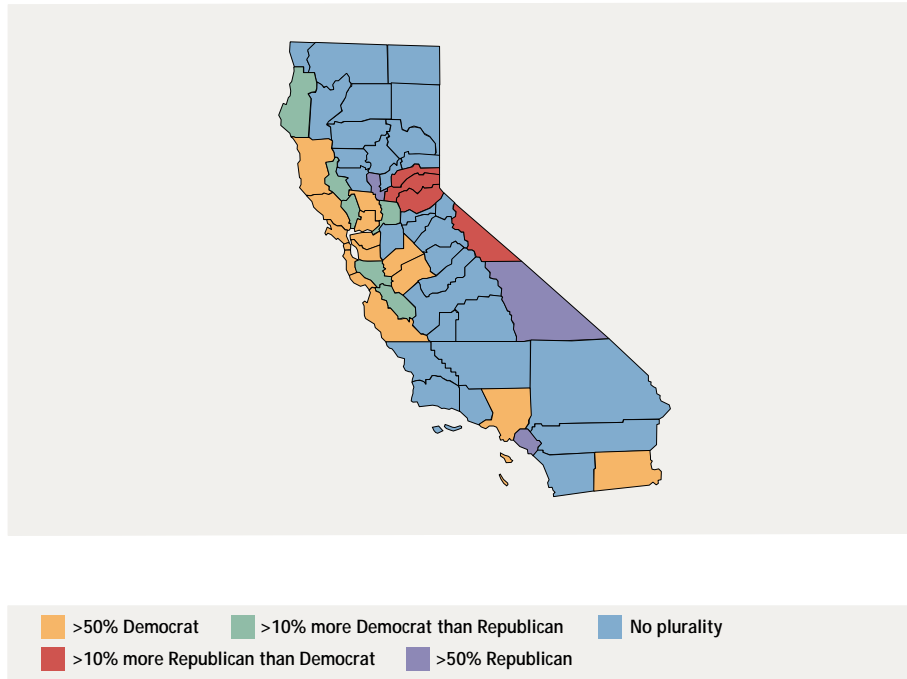 >50% Democrat >10% more Democrat than Republican No plurality
>10% more Republican than Democrat >50% Republican